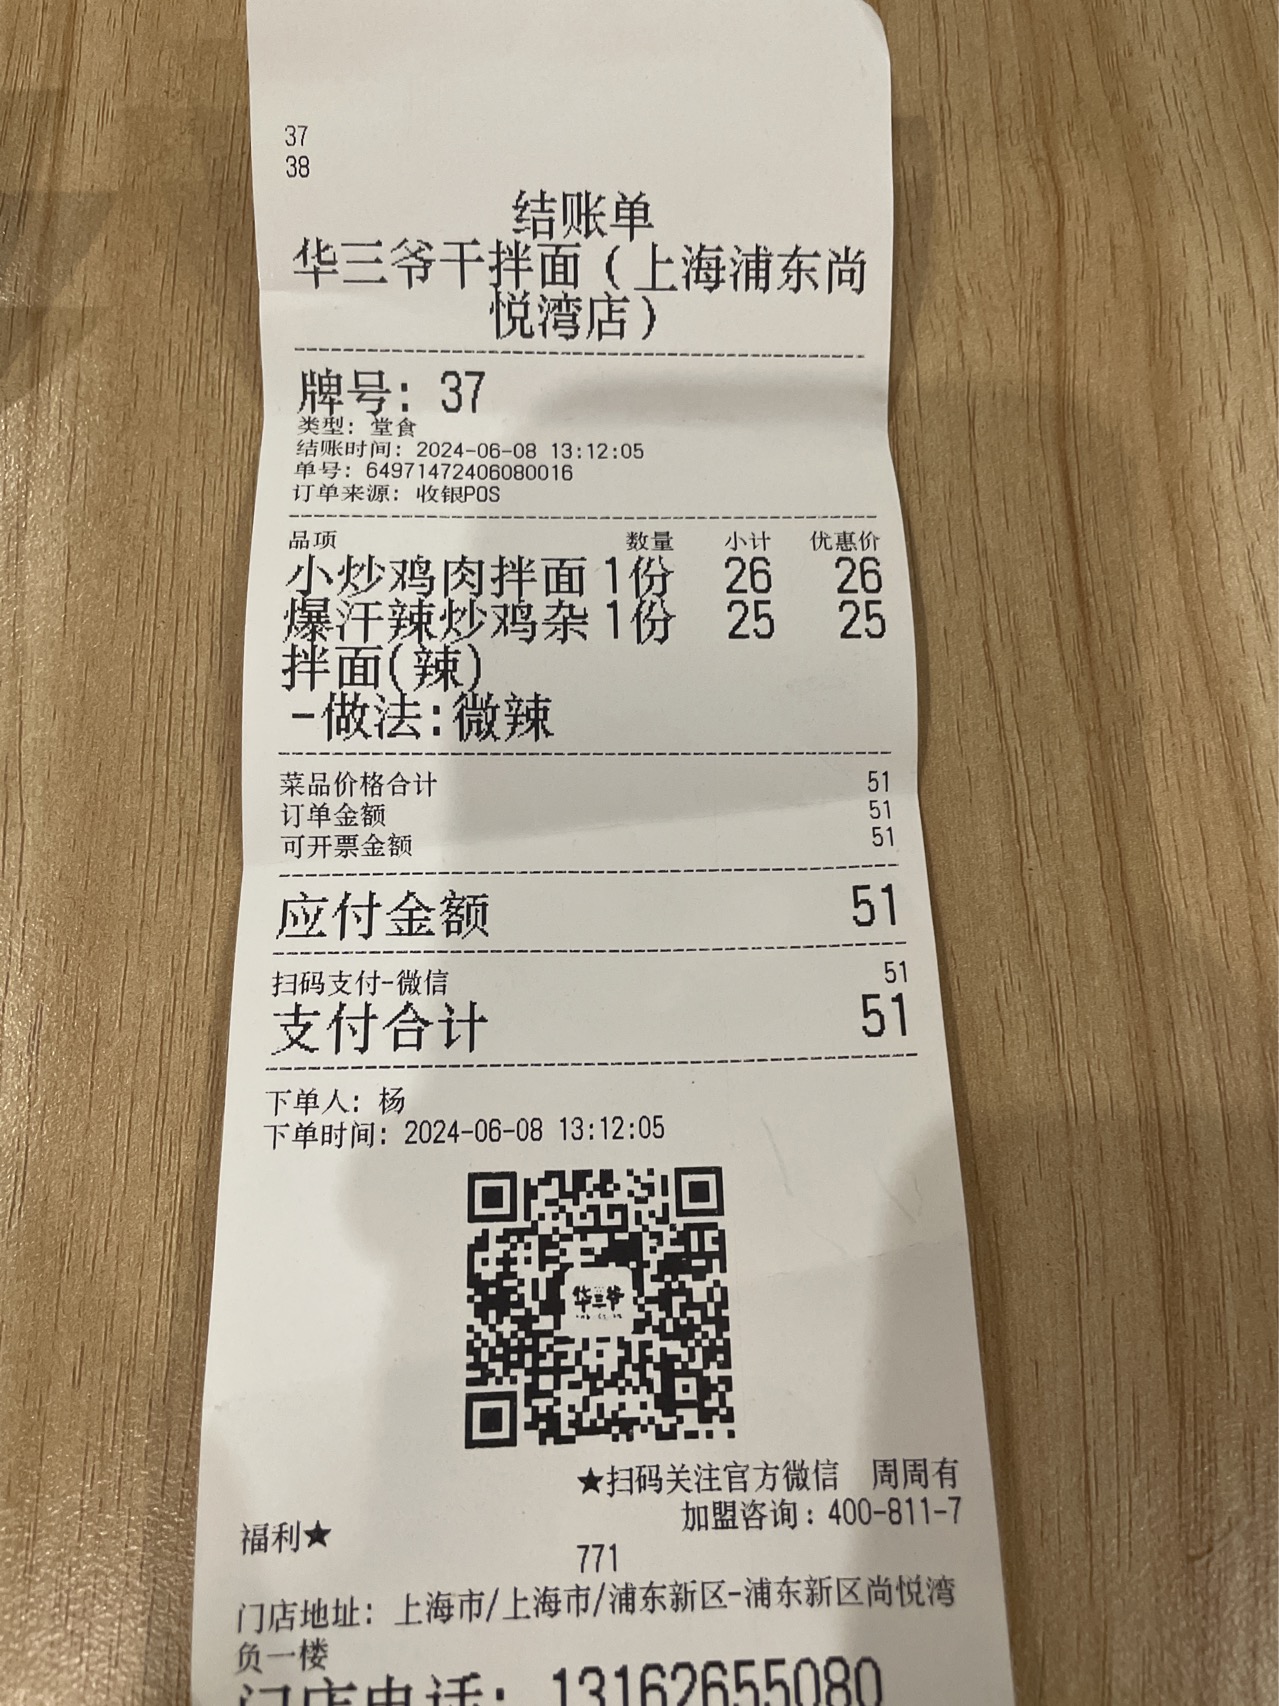 37
38
结账单
华三爷干拌面(上海浦东尚
悦湾店)
牌号: 37
类型: 堂食
结账时间: 2024-06-08 13:12:05
单号: 64971472406080016
订单来源: 收银POS
品项 数量 小计 优惠价
小炒鸡肉拌面 1份 26 26
爆汗辣炒鸡杂 1份 25 25
拌面(辣)
-做法:微辣
菜品价格合计 51
订单金额 51
可开票金额 51
应付金额 51
扫码支付-微信 51
支付合计 51
下单人: 杨
下单时间: 2024-06-08 13:12:05
华三爷
★扫码关注官方微信 周周有
福利★
加盟咨询: 400-811-7
771
门店地址: 上海市/上海市/浦东新区-浦东新区尚悦湾
负一楼
门店电话: 13162655080